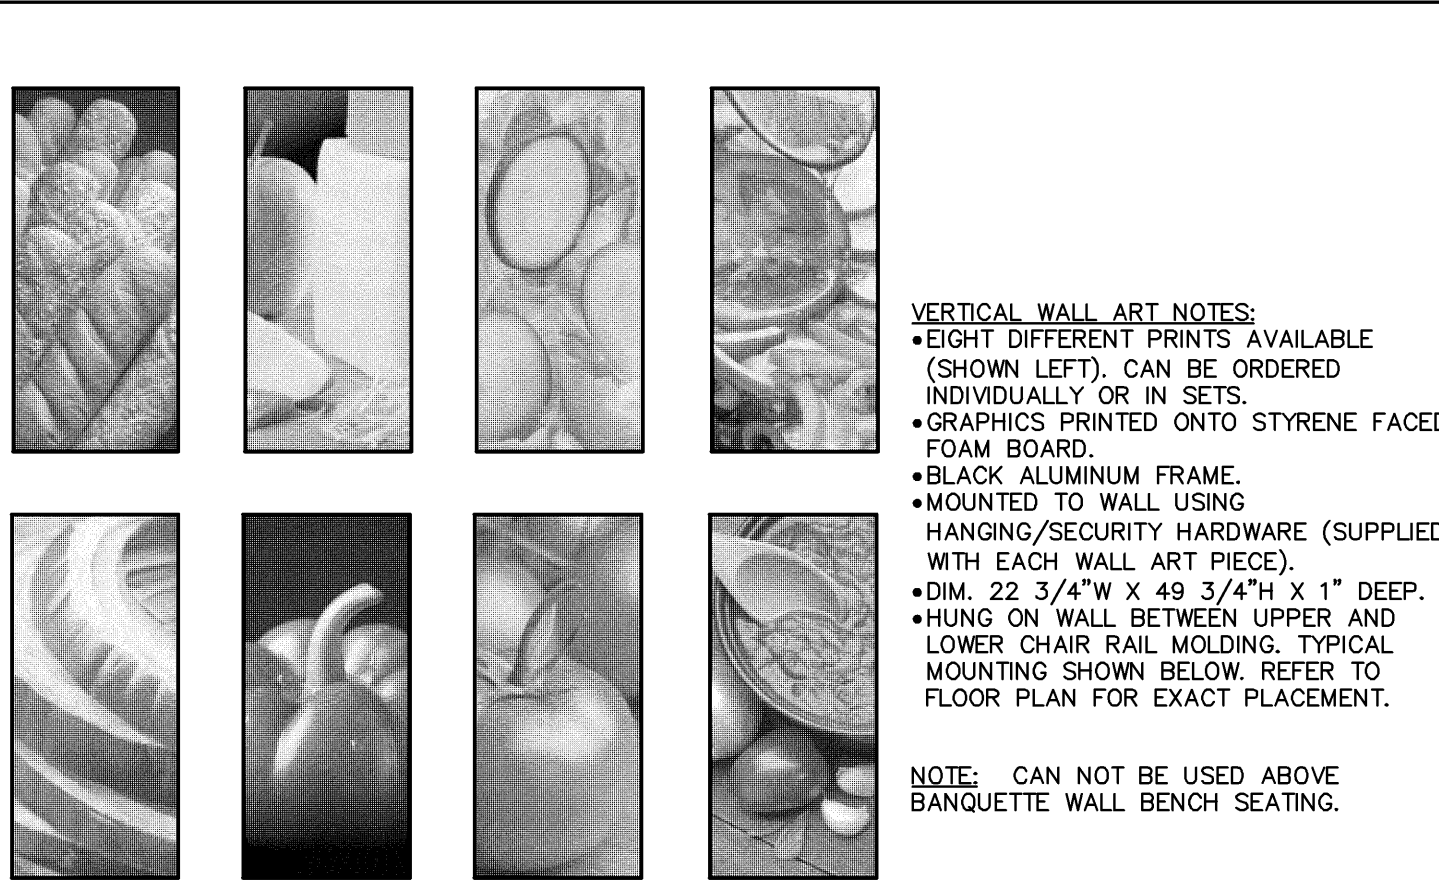 VERTICAL WALL ART NOTES:
•EIGHT DIFFERENT PRINTS AVAILABLE
(SHOWN LEFT). CAN BE ORDERED
INDIVIDUALLY OR IN SETS.
•GRAPHICS PRINTED ONTO STYRENE FACED
FOAM BOARD.
•BLACK ALUMINUM FRAME.
•MOUNTED TO WALL USING
HANGING/SECURITY HARDWARE (SUPPLIED
WITH EACH WALL ART PIECE).
•DIM. 22 3/4"W X 49 3/4"H X 1" DEEP.
•HUNG ON WALL BETWEEN UPPER AND
LOWER CHAIR RAIL MOLDING. TYPICAL
MOUNTING SHOWN BELOW. REFER TO
FLOOR PLAN FOR EXACT PLACEMENT.
NOTE: CAN NOT BE USED ABOVE
BANQUETTE WALL BENCH SEATING.